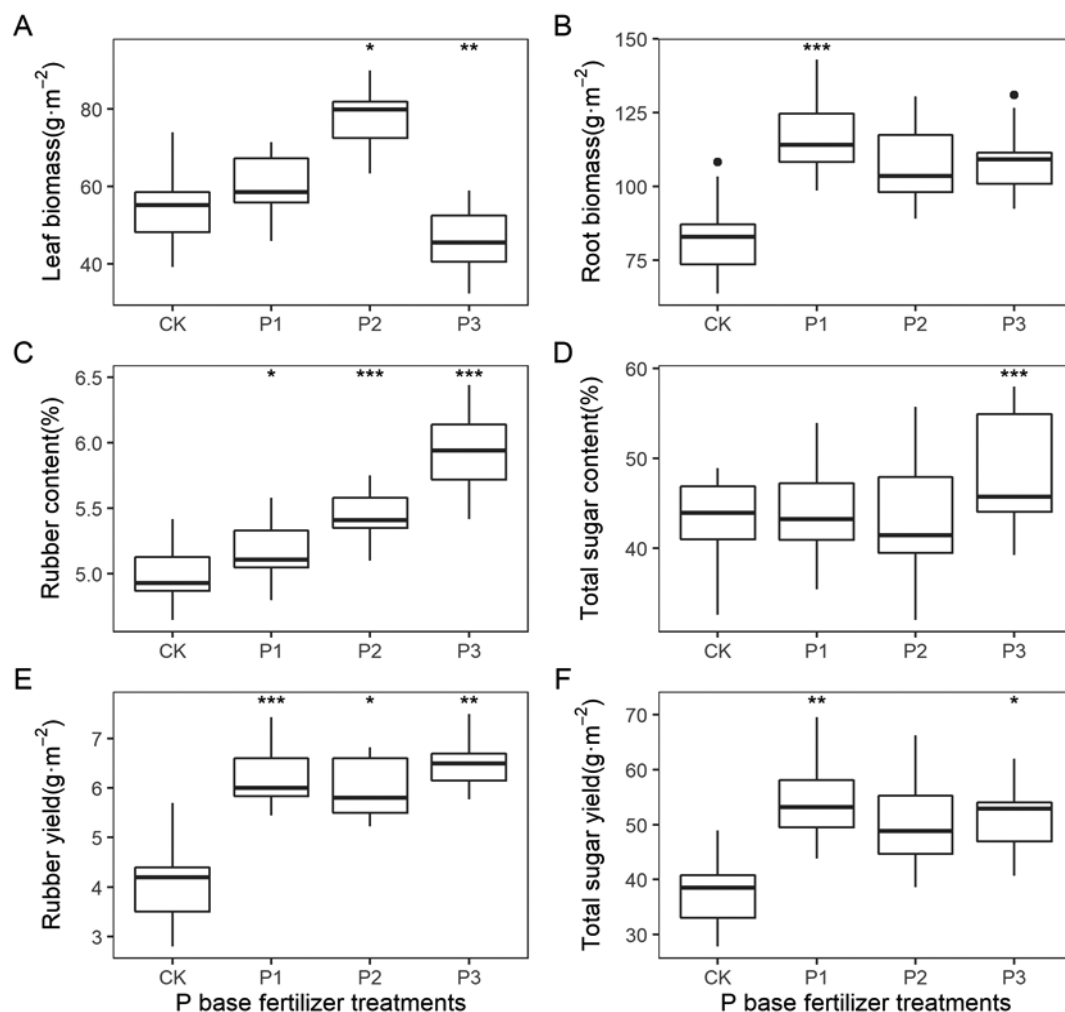 A
Leaf biomass(g·m⁻²)
80
60
40
* **
CK P1 P2 P3
B
Root biomass(g·m⁻²)
150
125
100
75
***
CK P1 P2 P3
C
Rubber content(%)
6.5
6.0
5.5
5.0
* *** ***
CK P1 P2 P3
D
Total sugar content(%)
60
50
40
***
CK P1 P2 P3
E
Rubber yield(g·m⁻²)
7
6
5
4
3
*** * **
CK P1 P2 P3
P base fertilizer treatments
F
Total sugar yield(g·m⁻²)
70
60
50
40
30
** *
CK P1 P2 P3
P base fertilizer treatments